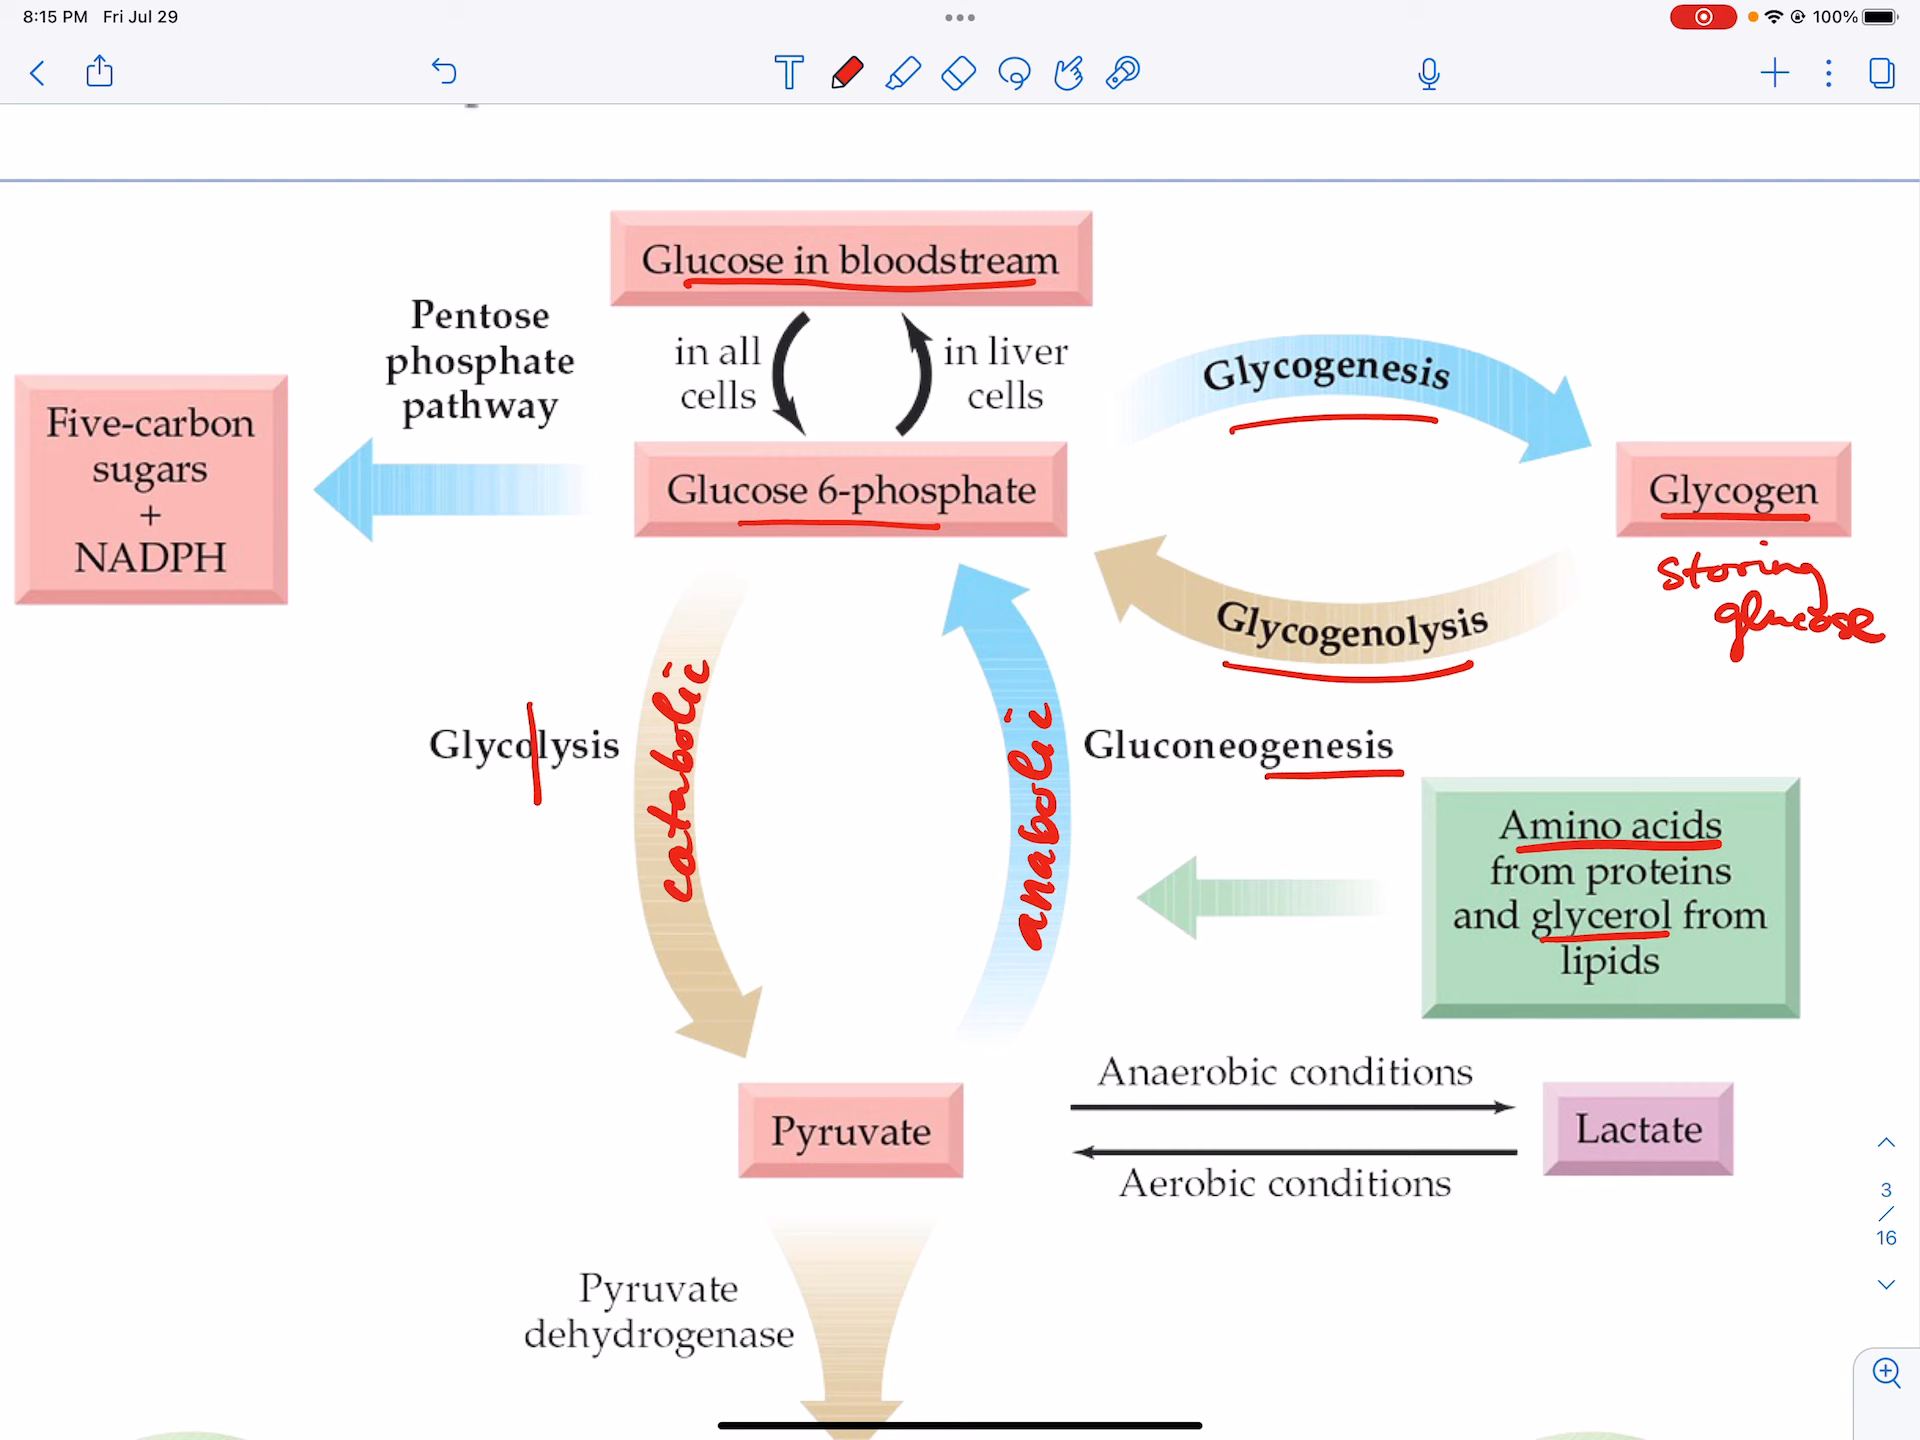 8:15 PM Fri Jul 29
100%
T
Glucose in bloodstream
Pentose
phosphate
pathway
in all
cells
in liver
cells
Glycogenesis
Five-carbon
sugars
+
NADPH
Glucose 6-phosphate
Glycogen
storing
glucose
Glycogenolysis
Glycolysis
catabolic
anabolic
Gluconeogenesis
Amino acids
from proteins
and glycerol from
lipids
Anaerobic conditions
Pyruvate
Lactate
Aerobic conditions
3
/
16
Pyruvate
dehydrogenase